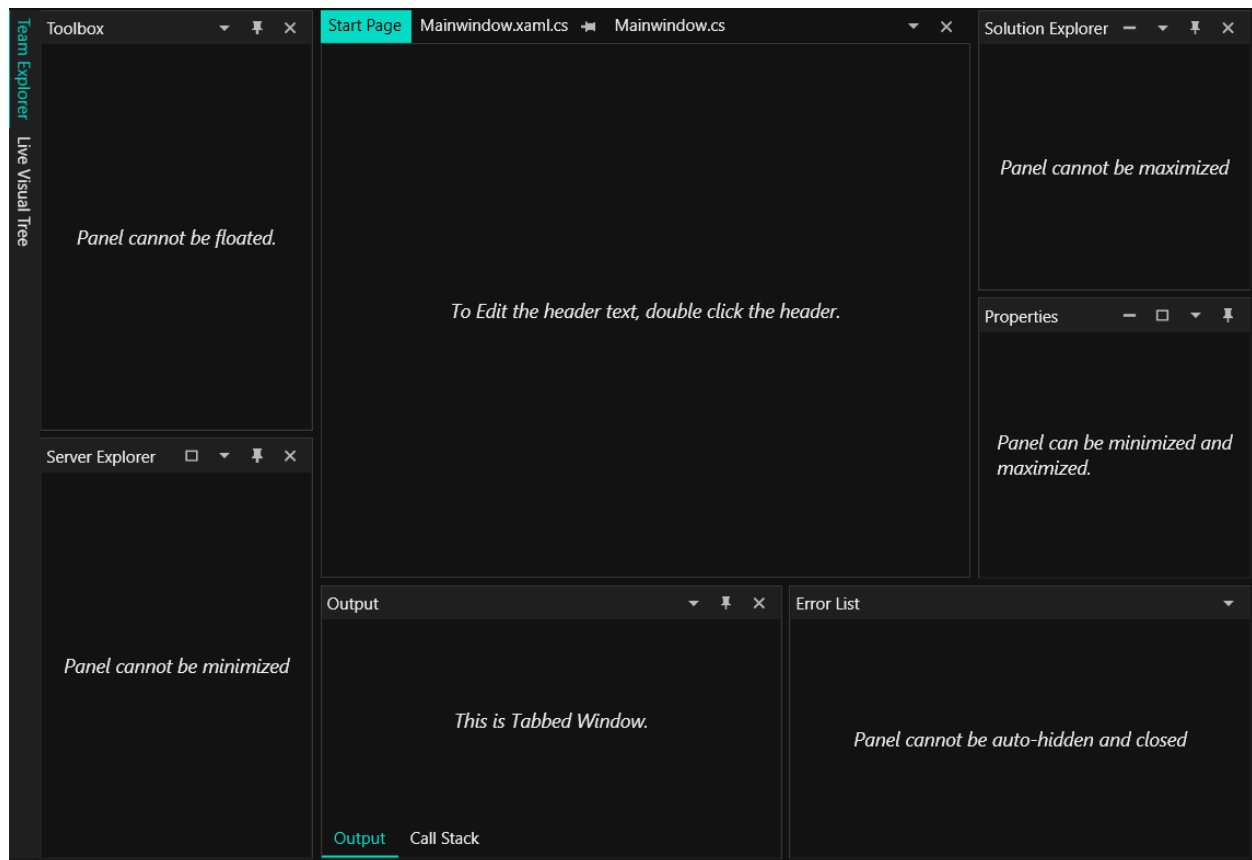 Team Explorer
Live Visual Tree
Toolbox
Panel cannot be floated.
Server Explorer
Panel cannot be minimized
Start Page Mainwindow.xaml.cs Mainwindow.cs
To Edit the header text, double click the header.
Solution Explorer
Panel cannot be maximized
Properties
Panel can be minimized and
maximized.
Output
This is Tabbed Window.
Output Call Stack
Error List
Panel cannot be auto-hidden and closed